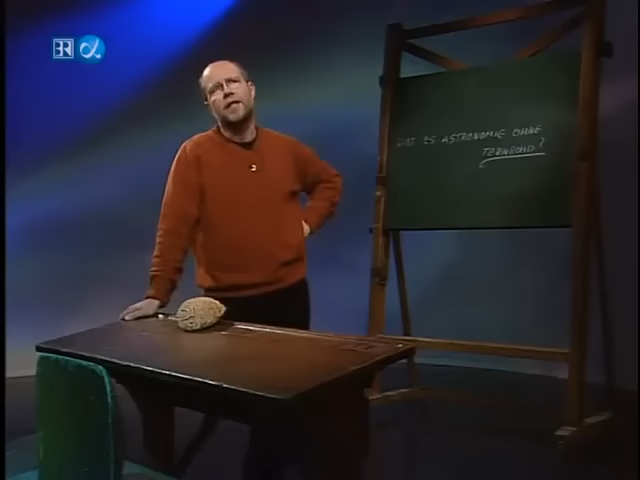 BR α
GIBT ES ASTRONOMIE OHNE
FERNROHR?